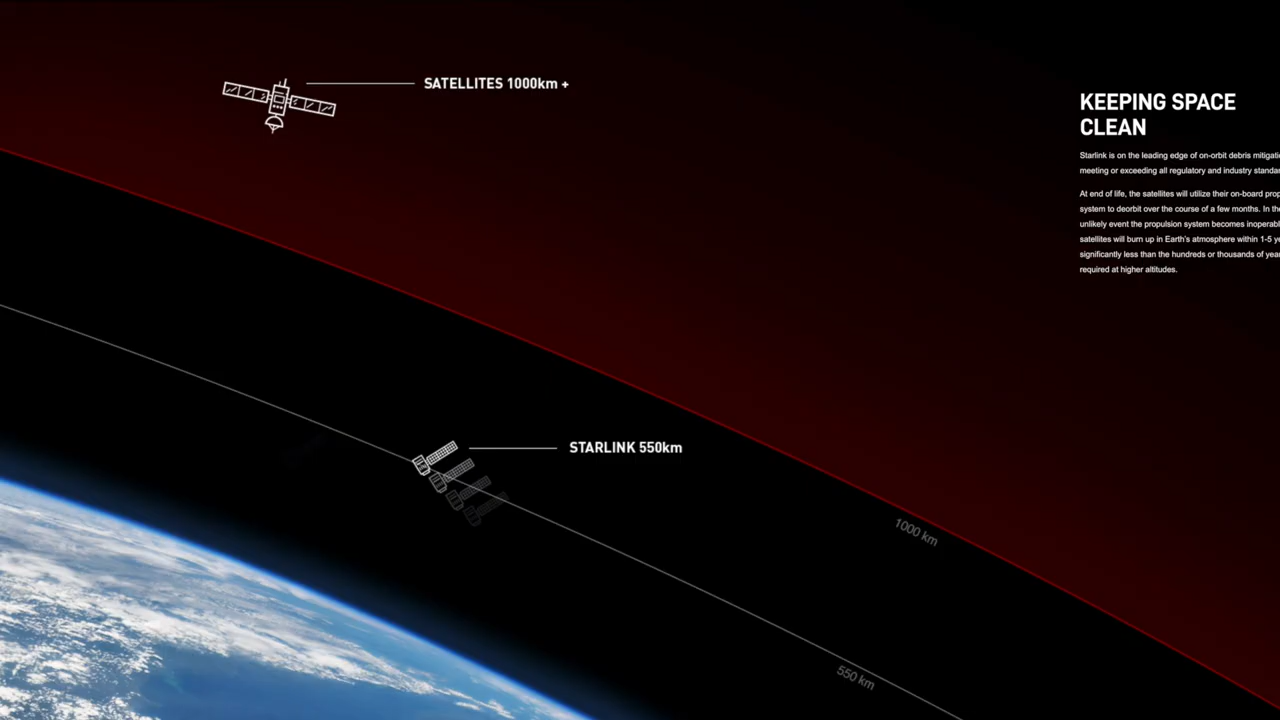 SATELLITES 1000km +
KEEPING SPACE
CLEAN
Starlink is on the leading edge of on-orbit debris
meeting or exceeding all regulatory and industry
At end of life, the satellites will utilize their on-board
system to deorbit over the course of a few months. In
unlikely event the propulsion system becomes
satellites will burn up in Earth's atmosphere within 1-5
significantly less than the hundreds or thousands of
required at higher altitudes.
STARLINK 550km
1000 km
550 km